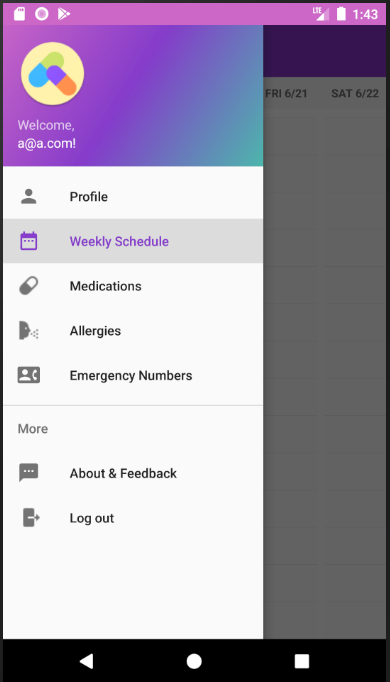 LTE 1:43
Welcome,
a@a.com!
FRI 6/21 SAT 6/22
Profile
Weekly Schedule
Medications
Allergies
Emergency Numbers
More
About & Feedback
Log out